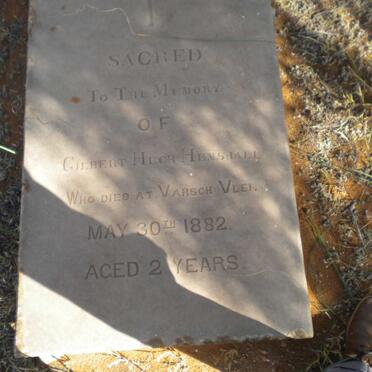 SACRED
TO THE MEMORY
OF
GILBERT HUGH HENSHALL
WHO DIED AT VARSCH VLEI.
MAY 30TH 1882.
AGED 2 YEARS